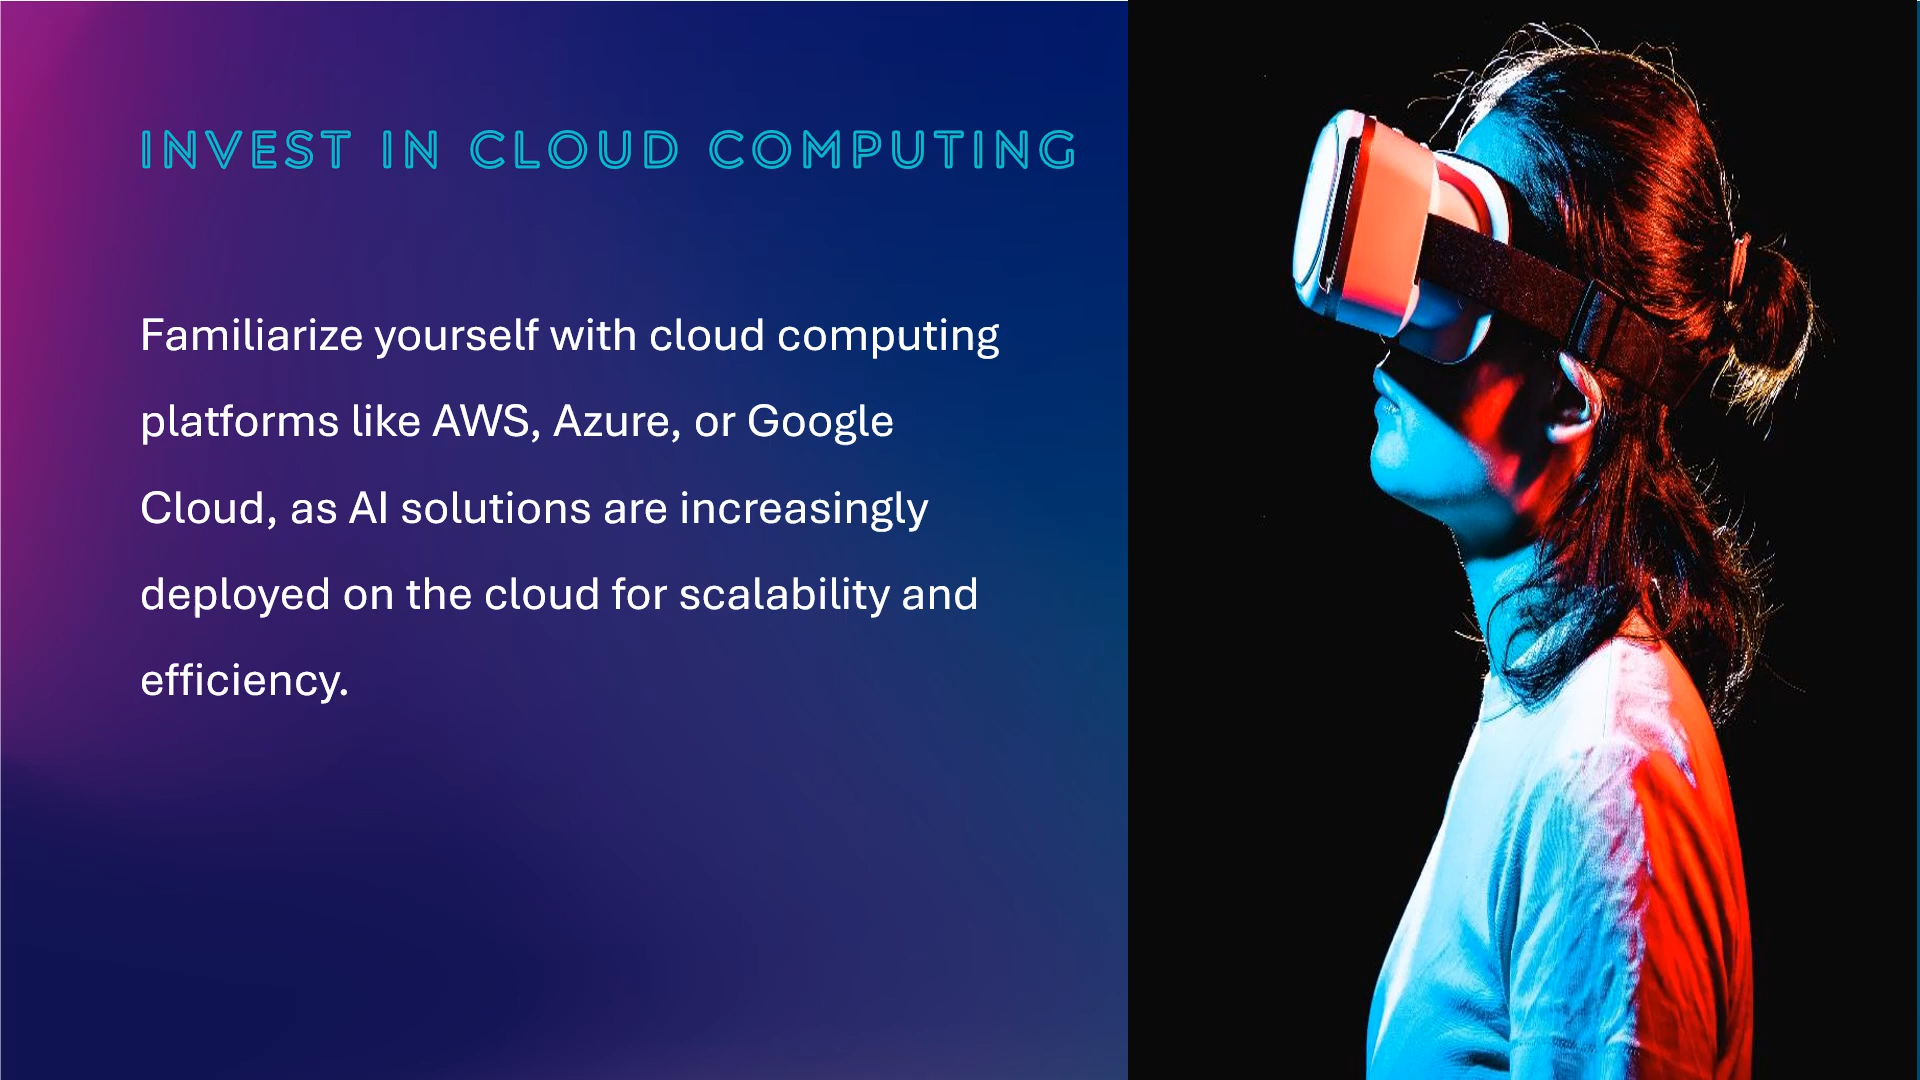 INVEST IN CLOUD COMPUTING
Familiarize yourself with cloud computing
platforms like AWS, Azure, or Google
Cloud, as AI solutions are increasingly
deployed on the cloud for scalability and
efficiency.